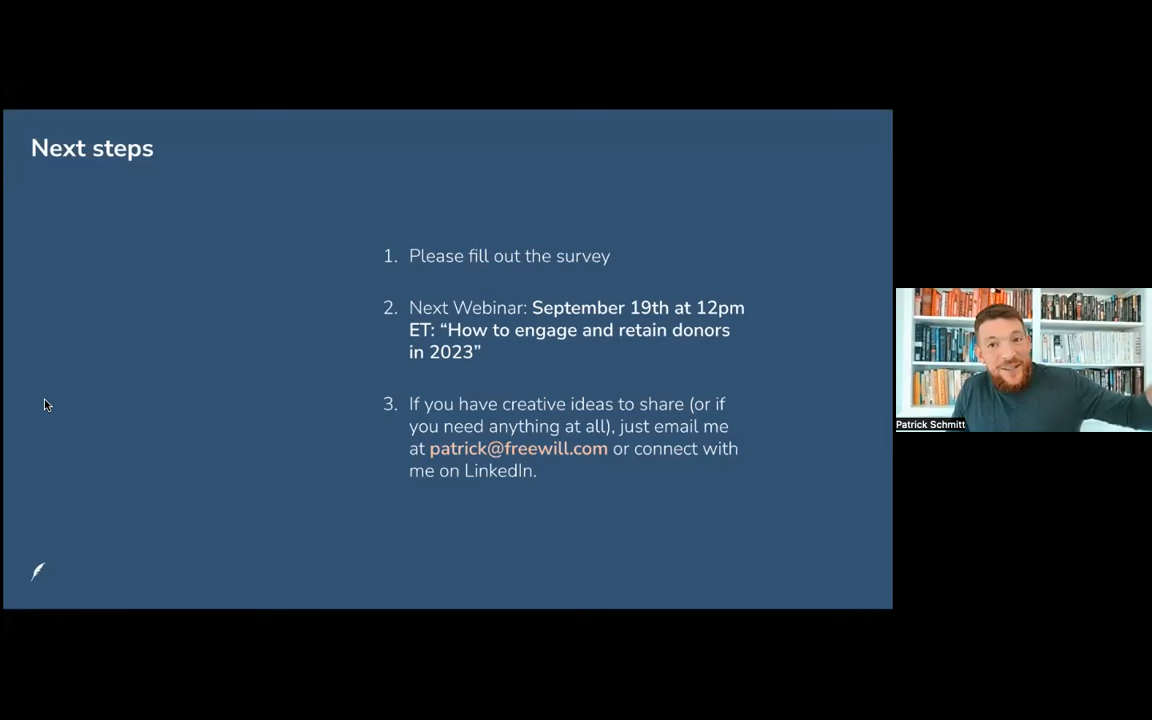 Next steps
1. Please fill out the survey
2. Next Webinar: September 19th at 12pm
ET: “How to engage and retain donors
in 2023”
3. If you have creative ideas to share (or if
you need anything at all), just email me
at patrick@freewill.com or connect with
me on LinkedIn.
Patrick Schmitt